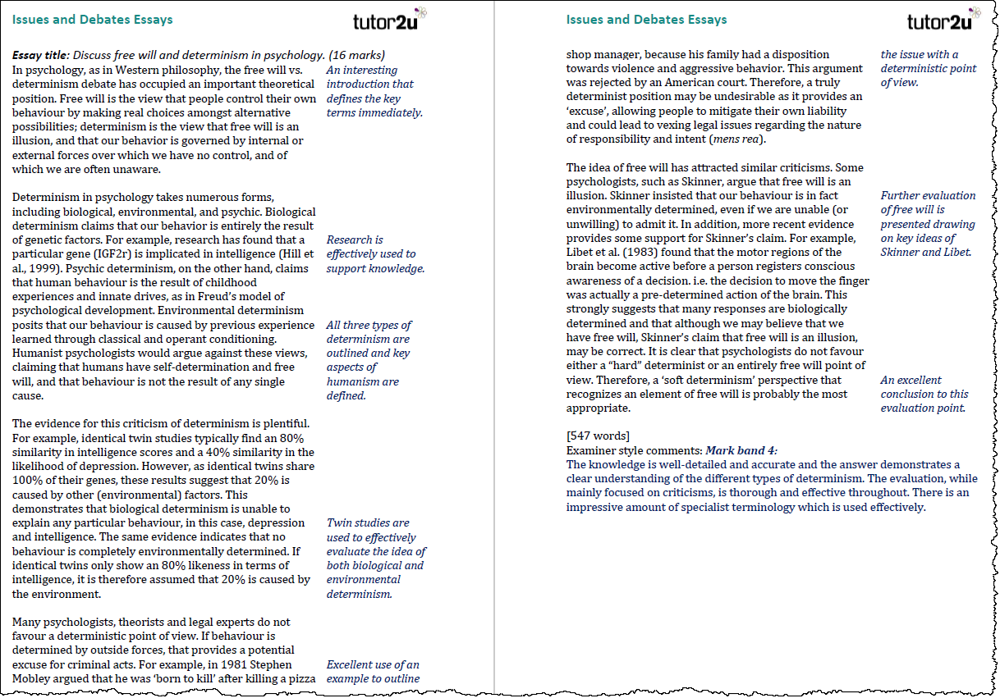 Issues and Debates Essays
tutor2u
Essay title: Discuss free will and determinism in psychology. (16 marks)
In psychology, as in Western philosophy, the free will vs.
determinism debate has occupied an important theoretical
position. Free will is the view that people control their own
behaviour by making real choices amongst alternative
possibilities; determinism is the view that free will is an
illusion, and that our behavior is governed by internal or
external forces over which we have no control, and of
which we are often unaware.
An interesting
introduction that
defines the key
terms immediately.
Determinism in psychology takes numerous forms,
including biological, environmental, and psychic. Biological
determinism claims that our behavior is entirely the result
of genetic factors. For example, research has found that a
particular gene (IGF2r) is implicated in intelligence (Hill et
al., 1999). Psychic determinism, on the other hand, claims
that human behaviour is the result of childhood
experiences and innate drives, as in Freud’s model of
psychological development. Environmental determinism
posits that our behaviour is caused by previous experience
learned through classical and operant conditioning.
Humanist psychologists would argue against these views,
claiming that humans have self-determination and free
will, and that behaviour is not the result of any single
cause.
Research is
effectively used to
support knowledge.
All three types of
determinism are
outlined and key
aspects of
humanism are
defined.
The evidence for this criticism of determinism is plentiful.
For example, identical twin studies typically find an 80%
similarity in intelligence scores and a 40% similarity in the
likelihood of depression. However, as identical twins share
100% of their genes, these results suggest that 20% is
caused by other (environmental) factors. This
demonstrates that biological determinism is unable to
explain any particular behaviour, in this case, depression
and intelligence. The same evidence indicates that no
behaviour is completely environmentally determined. If
identical twins only show an 80% likeness in terms of
intelligence, it is therefore assumed that 20% is caused by
the environment.
Twin studies are
used to effectively
evaluate the idea of
both biological and
environmental
determinism.
Many psychologists, theorists and legal experts do not
favour a deterministic point of view. If behaviour is
determined by outside forces, that provides a potential
excuse for criminal acts. For example, in 1981 Stephen
Mobley argued that he was ‘born to kill’ after killing a pizza
Excellent use of an
example to outline
Issues and Debates Essays
tutor2u
shop manager, because his family had a disposition
towards violence and aggressive behavior. This argument
was rejected by an American court. Therefore, a truly
determinist position may be undesirable as it provides an
‘excuse’, allowing people to mitigate their own liability
and could lead to vexing legal issues regarding the nature
of responsibility and intent (mens rea).
the issue with a
deterministic point
of view.
The idea of free will has attracted similar criticisms. Some
psychologists, such as Skinner, argue that free will is an
illusion. Skinner insisted that our behaviour is in fact
environmentally determined, even if we are unable (or
unwilling) to admit it. In addition, more recent evidence
provides some support for Skinner’s claim. For example,
Libet et al. (1983) found that the motor regions of the
brain become active before a person registers conscious
awareness of a decision. i.e. the decision to move the finger
was actually a pre-determined action of the brain. This
strongly suggests that many responses are biologically
determined and that although we may believe that we
have free will, Skinner’s claim that free will is an illusion,
may be correct. It is clear that psychologists do not favour
either a “hard” determinist or an entirely free will point of
view. Therefore, a ‘soft determinism’ perspective that
recognizes an element of free will is probably the most
appropriate.
Further evaluation
of free will is
presented drawing
on key ideas of
Skinner and Libet.
An excellent
conclusion to this
evaluation point.
[547 words]
Examiner style comments: Mark band 4:
The knowledge is well-detailed and accurate and the answer demonstrates a
clear understanding of the different types of determinism. The evaluation, while
mainly focused on criticisms, is thorough and effective throughout. There is an
impressive amount of specialist terminology which is used effectively.